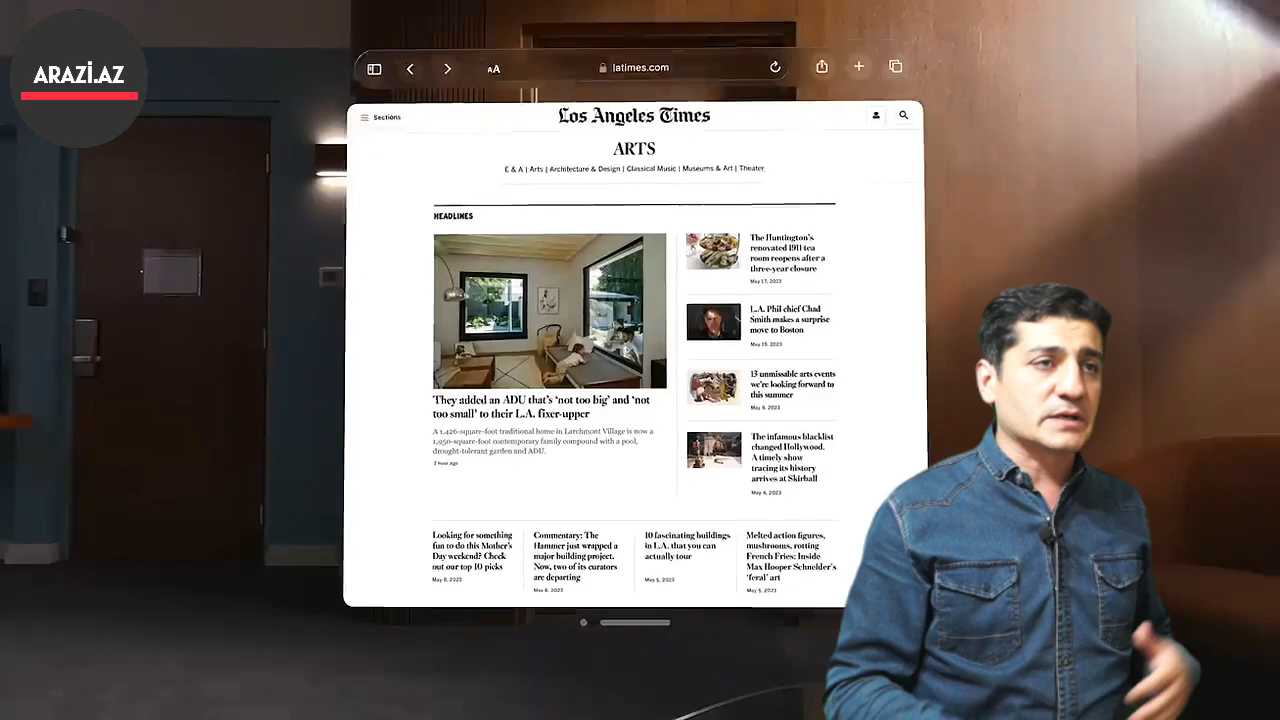 ARAZİ.AZ
AA
latimes.com
Sections
Los Angeles Times
ARTS
E & A | Arts | Architecture & Design | Classical Music | Museums & Art | Theater
HEADLINES
They added an ADU that's 'not too big' and 'not
too small' to their L.A. fixer-upper
A 1,426-square-foot traditional home in Larchmont Village is now a
1,950-square-foot contemporary family compound with a pool,
drought-tolerant garden and ADU.
1 hour ago
The Huntington's
renovated 1911 tea
room reopens after a
three-year closure
May 17, 2023
L.A. Phil chief Chad
Smith makes a surprise
move to Boston
May 15, 2023
13 unmissable arts events
we're looking forward to
this summer
May 9, 2023
The infamous blacklist
changed Hollywood.
A timely show
tracing its history
arrives at Skirball
May 4, 2023
Looking for something
fun to do this Mother's
Day weekend? Check
out our top 10 picks
May 8, 2023
Commentary: The
Hammer just wrapped a
major building project.
Now, two of its curators
are departing
May 8, 2023
10 fascinating buildings
in L.A. that you can
actually tour
May 5, 2023
Melted action figures,
mushrooms, rotting
French Fries: Inside
Max Hooper Schneider's
'feral' art
May 5, 2023